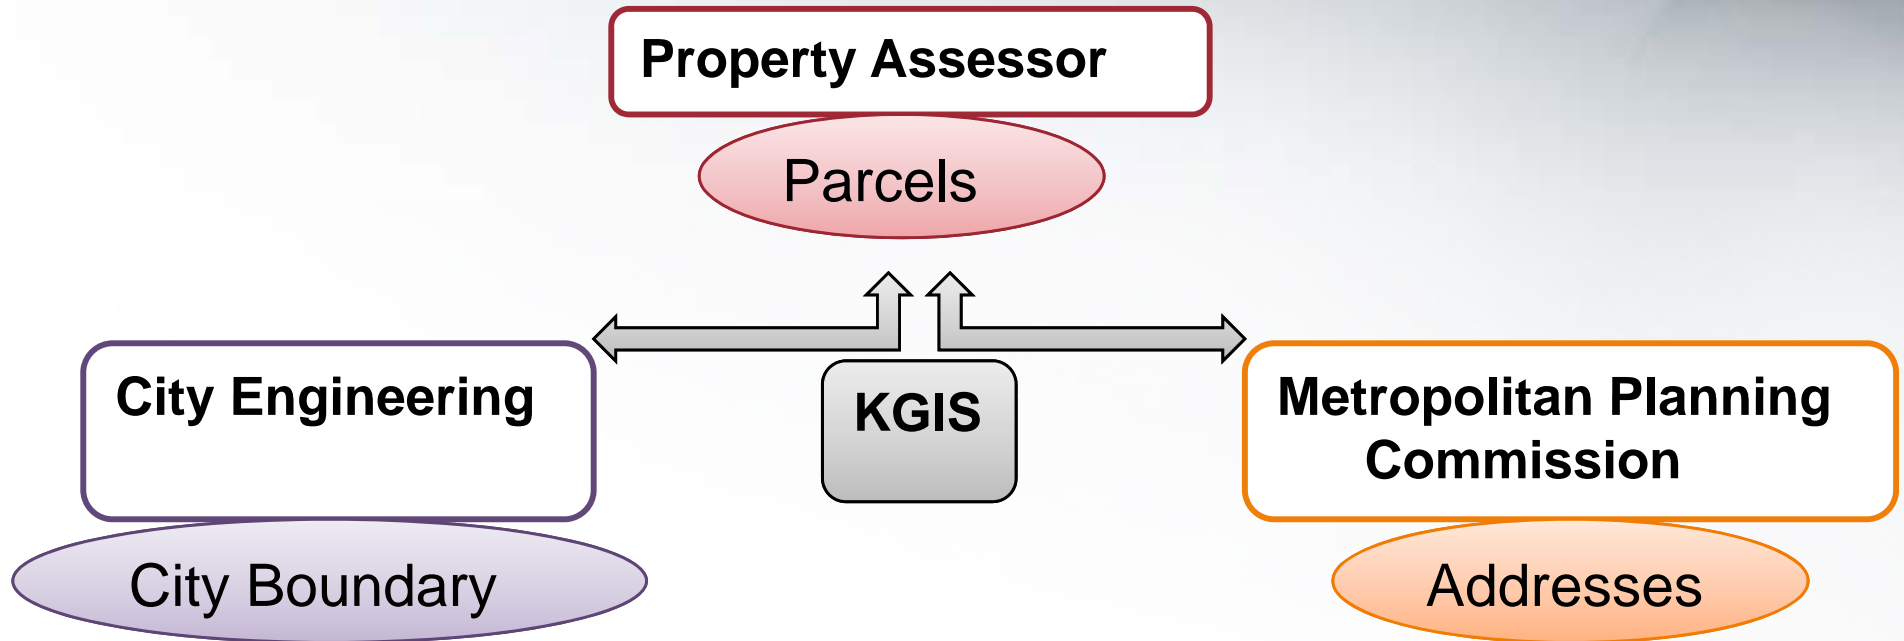 Property Assessor
Parcels
City Engineering
KGIS
Metropolitan Planning
Commission
City Boundary
Addresses